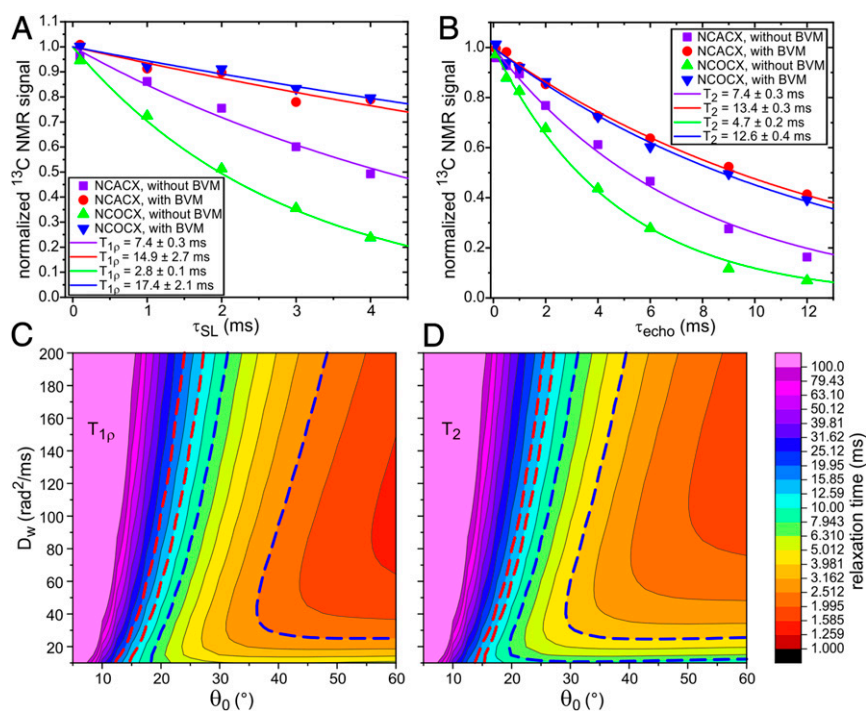 A
B
normalized ¹³C NMR signal
1.0
0.9
0.8
0.7
0.6
0.5
0.4
0.3
0.2
0.1
0.0
NCACX, without BVM
NCACX, with BVM
NCOCX, without BVM
NCOCX, with BVM
T₁ρ = 7.4 ± 0.3 ms
T₁ρ = 14.9 ± 2.7 ms
T₁ρ = 2.8 ± 0.1 ms
T₁ρ = 17.4 ± 2.1 ms
0 1 2 3 4
τSL (ms)
normalized ¹³C NMR signal
1.0
0.8
0.6
0.4
0.2
0.0
NCACX, without BVM
NCACX, with BVM
NCOCX, without BVM
NCOCX, with BVM
T₂ = 7.4 ± 0.3 ms
T₂ = 13.4 ± 0.3 ms
T₂ = 4.7 ± 0.2 ms
T₂ = 12.6 ± 0.4 ms
0 2 4 6 8 10 12
τecho (ms)
C
D
Dw (rad²/ms)
200
180
160
140
120
100
80
60
40
20
T₁ρ
10 20 30 40 50 60
θ₀ (°)
T₂
10 20 30 40 50 60
θ₀ (°)
100.0
79.43
63.10
50.12
39.81
31.62
25.12
19.95
15.85
12.59
10.00
7.943
6.310
5.012
3.981
3.162
2.512
1.995
1.585
1.259
1.000
relaxation time (ms)